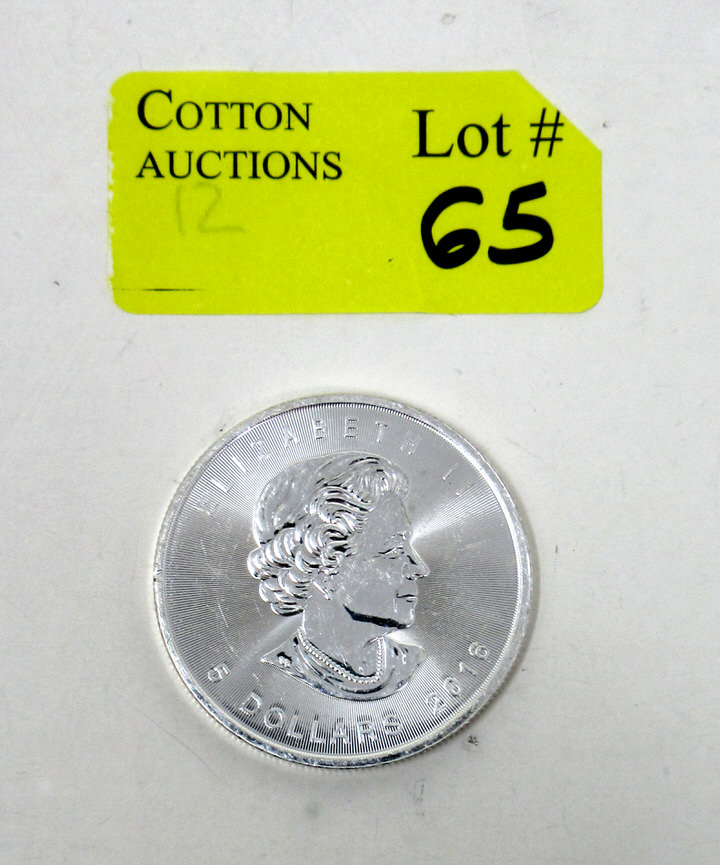 COTTON
AUCTIONS
12
Lot #
65
ELIZABETH II
5 DOLLARS 2016